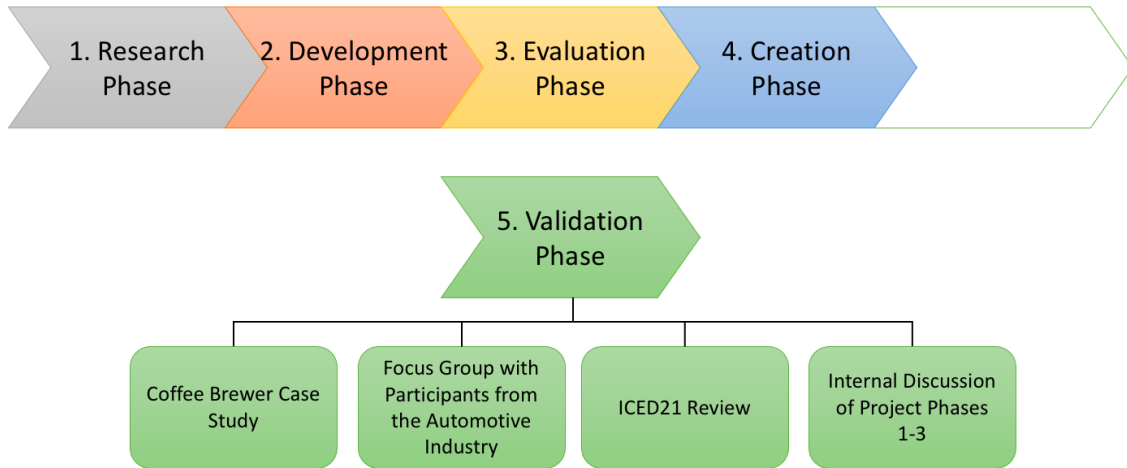 1. Research
Phase
2. Development
Phase
3. Evaluation
Phase
4. Creation
Phase
5. Validation
Phase
Coffee Brewer Case
Study
Focus Group with
Participants from
the Automotive
Industry
ICED21 Review
Internal Discussion
of Project Phases
1-3